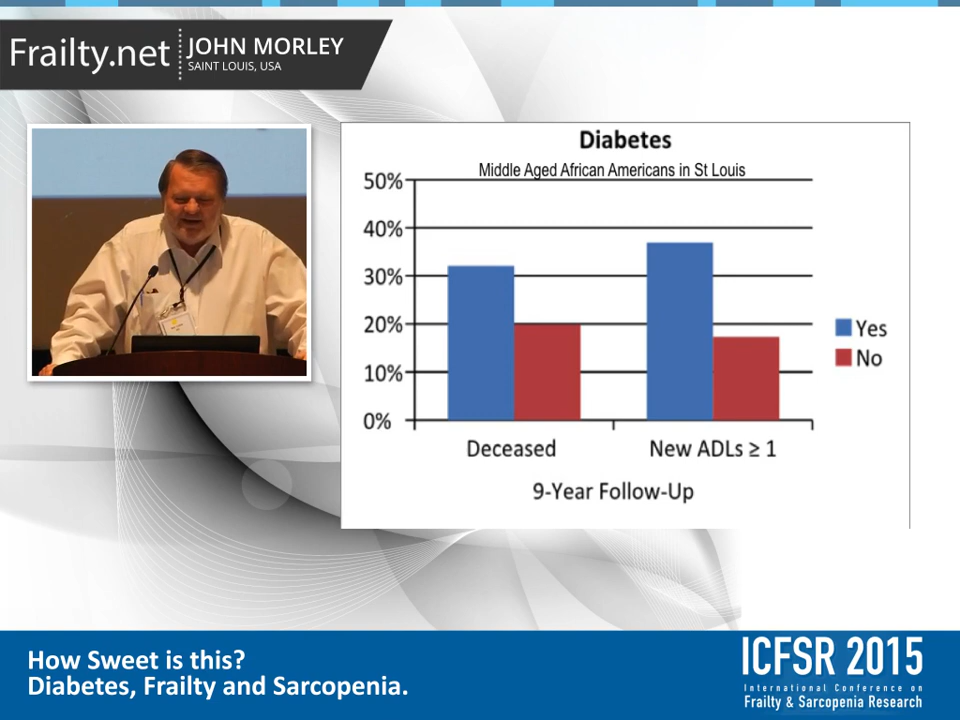 Frailty.net
JOHN MORLEY
SAINT LOUIS, USA
Diabetes
Middle Aged African Americans in St Louis
50%
40%
30%
20%
10%
0%
Yes
No
Deceased
New ADLs ≥ 1
9-Year Follow-Up
How Sweet is this?
Diabetes, Frailty and Sarcopenia.
ICFSR 2015
International Conference on
Frailty & Sarcopenia Research